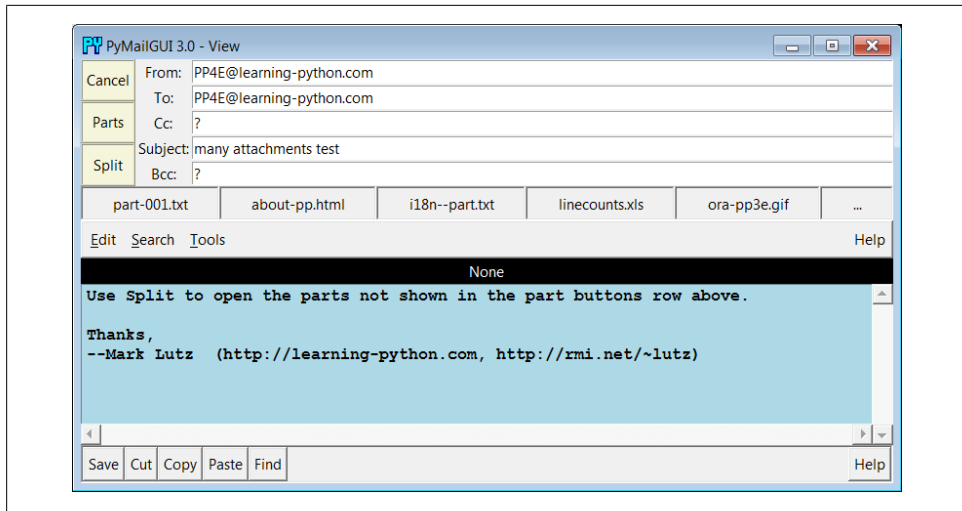 PyMailGUI 3.0 - View
Cancel From: PP4E@learning-python.com
To: PP4E@learning-python.com
Parts Cc: ?
Subject: many attachments test
Split Bcc: ?
part-001.txt about-pp.html i18n--part.txt linecounts.xls ora-pp3e.gif ...
Edit Search Tools Help
None
Use Split to open the parts not shown in the part buttons row above.
Thanks,
--Mark Lutz (http://learning-python.com, http://rmi.net/~lutz)
Save Cut Copy Paste Find Help